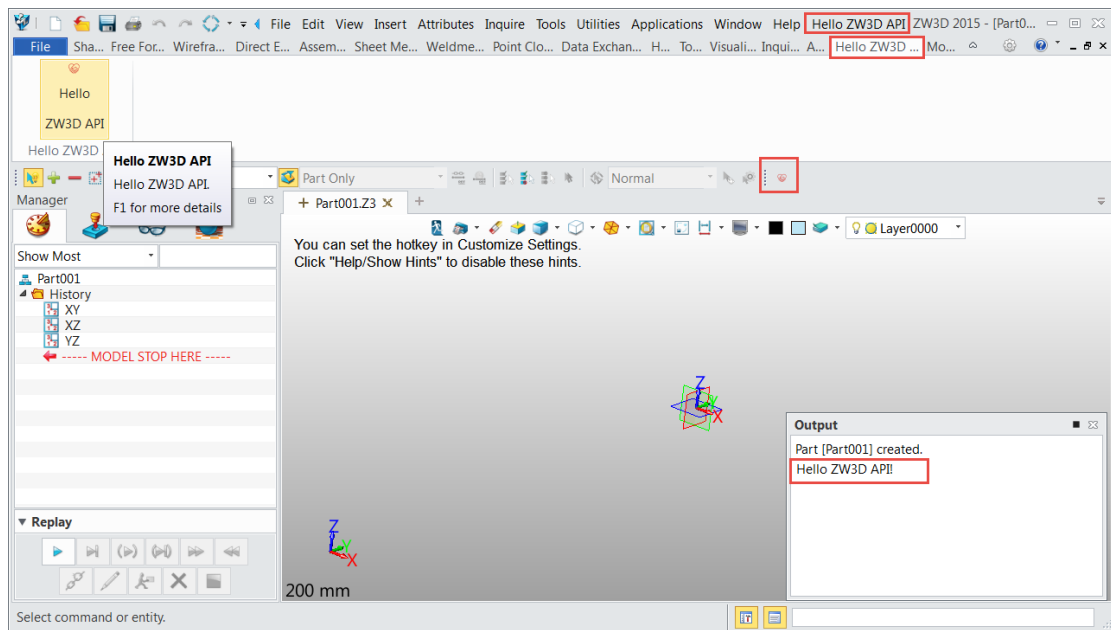 File Edit View Insert Attributes Inquire Tools Utilities Applications Window Help Hello ZW3D API ZW3D 2015 - [Part0...
File Sha... Free For... Wirefra... Direct E... Assem... Sheet Me... Weldme... Point Clo... Data Exchan... H... To... Visuali... Inqui... A... Hello ZW3D ... Mo...
Hello
ZW3D API
Hello ZW3D
Hello ZW3D API
Hello ZW3D API.
F1 for more details
Part Only
Normal
Manager
Part001.Z3
Layer0000
You can set the hotkey in Customize Settings.
Click "Help/Show Hints" to disable these hints.
Show Most
Part001
History
XY
XZ
YZ
----- MODEL STOP HERE -----
Z
Y
X
Output
Part [Part001] created.
Hello ZW3D API!
Replay
Z
Y
X
200 mm
Select command or entity.